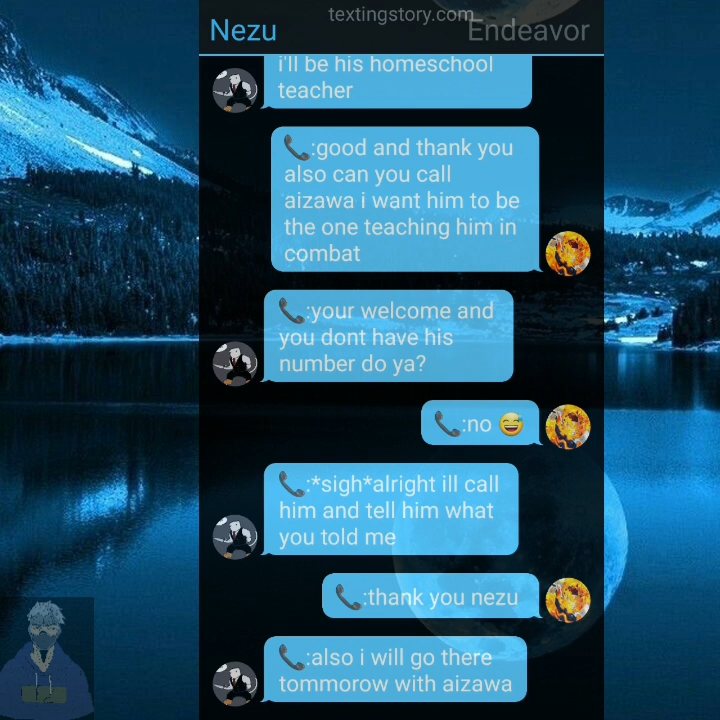 textingstory.com
Nezu
Endeavor
i'll be his homeschool
teacher
📞:good and thank you
also can you call
aizawa i want him to be
the one teaching him in
combat
📞:your welcome and
you dont have his
number do ya?
📞:no 😅
📞:*sigh*alright ill call
him and tell him what
you told me
📞:thank you nezu
📞:also i will go there
tommorow with aizawa